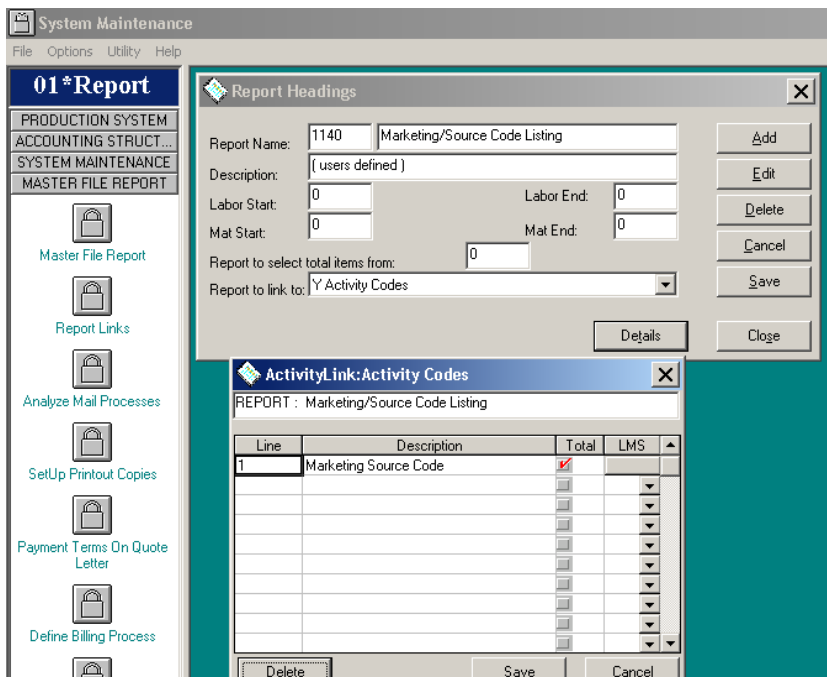 System Maintenance
File Options Utility Help
01*Report
PRODUCTION SYSTEM
ACCOUNTING STRUCT...
SYSTEM MAINTENANCE
MASTER FILE REPORT
Master File Report
Report Links
Analyze Mail Processes
SetUp Printout Copies
Payment Terms On Quote
Letter
Define Billing Process
Report Headings
Report Name: 1140 Marketing/Source Code Listing
Description: ( users defined )
Labor Start: 0 Labor End: 0
Mat Start: 0 Mat End: 0
Report to select total items from: 0
Report to link to: Y Activity Codes
Add
Edit
Delete
Cancel
Save
Details Close
ActivityLink:Activity Codes
REPORT : Marketing/Source Code Listing
Line Description Total LMS
1 Marketing Source Code
Delete Save Cancel